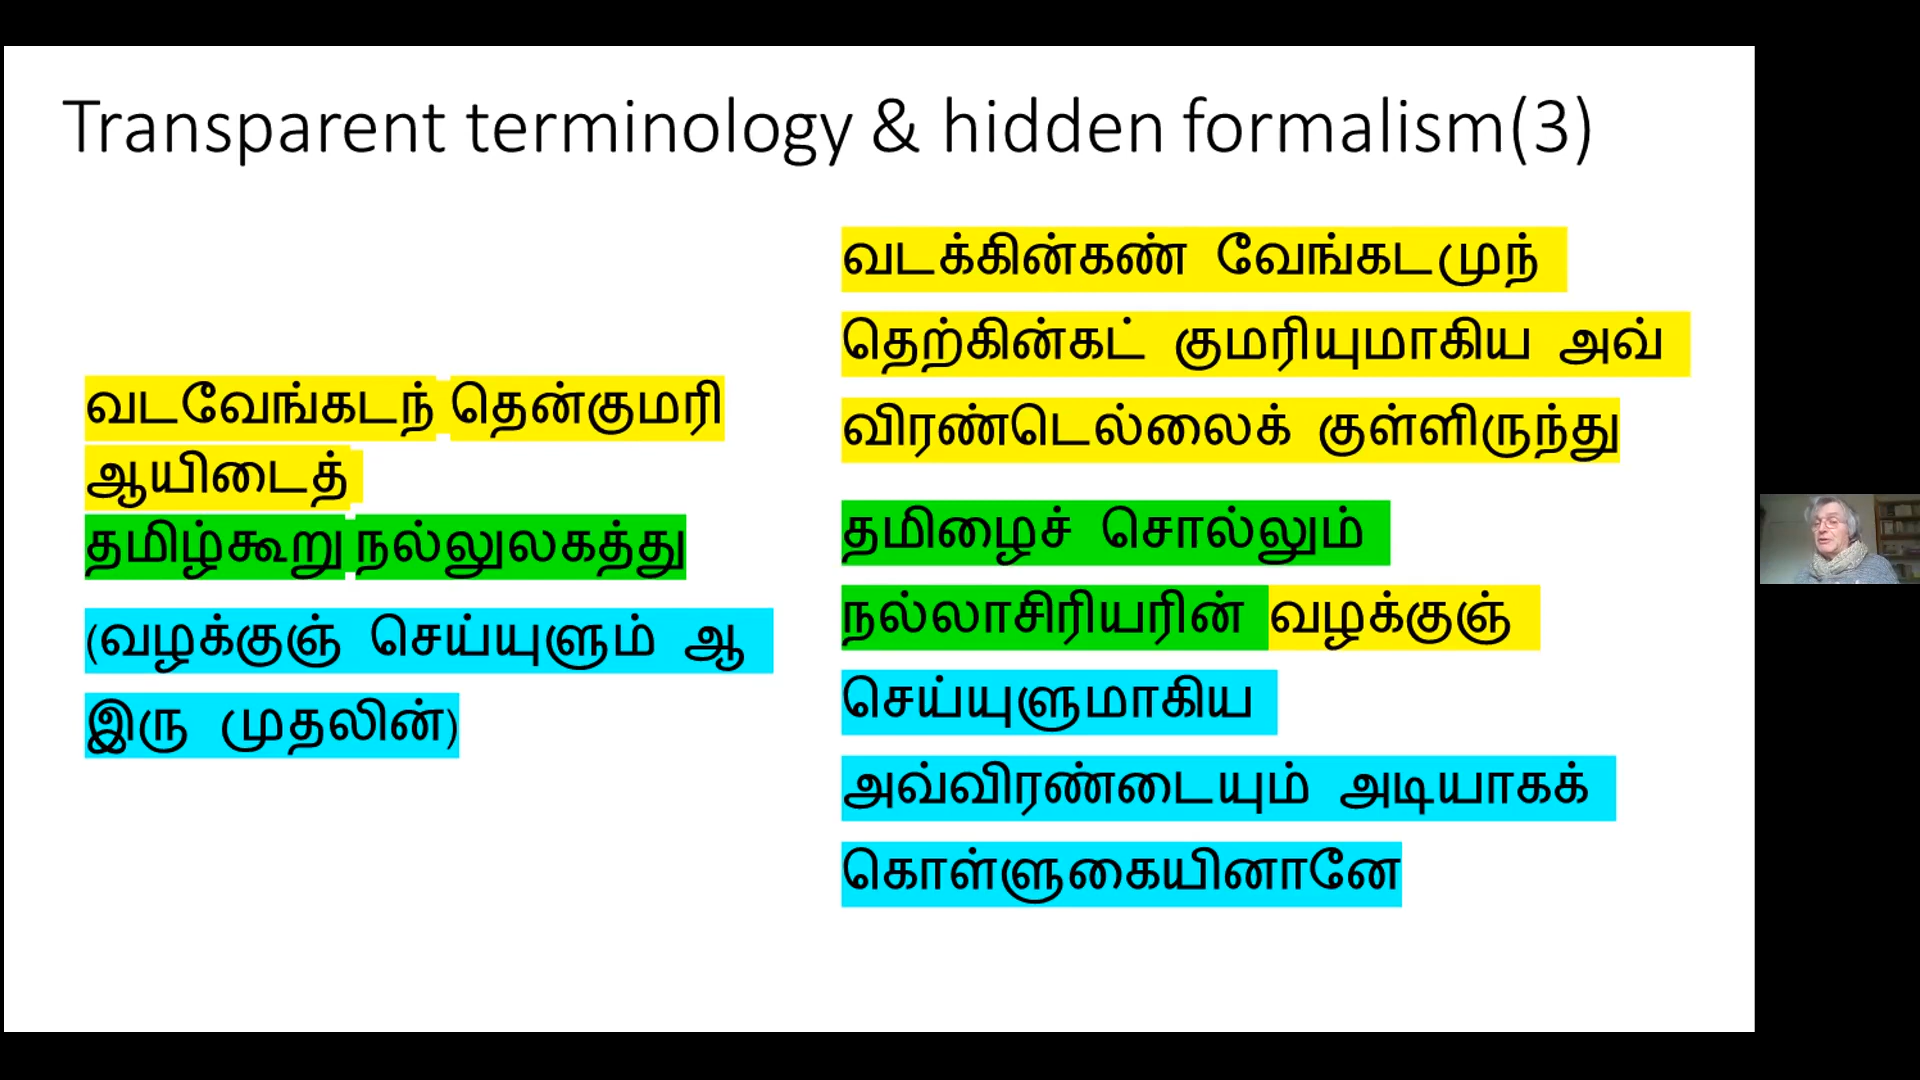 Transparent terminology & hidden formalism(3)
வடவேங்கடந் தென்குமரி
ஆயிடைத்
தமிழ்கூறு நல்லுலகத்து
(வழக்குஞ் செய்யுளும் ஆ
இரு முதலின்)
வடக்கின்கண் வேங்கடமுந்
தெற்கின்கட் குமரியுமாகிய அவ்
விரண்டெல்லைக் குள்ளிருந்து
தமிழைச் சொல்லும்
நல்லாசிரியரின் வழக்குஞ்
செய்யுளுமாகிய
அவ்விரண்டையும் அடியாகக்
கொள்ளுகையினானே